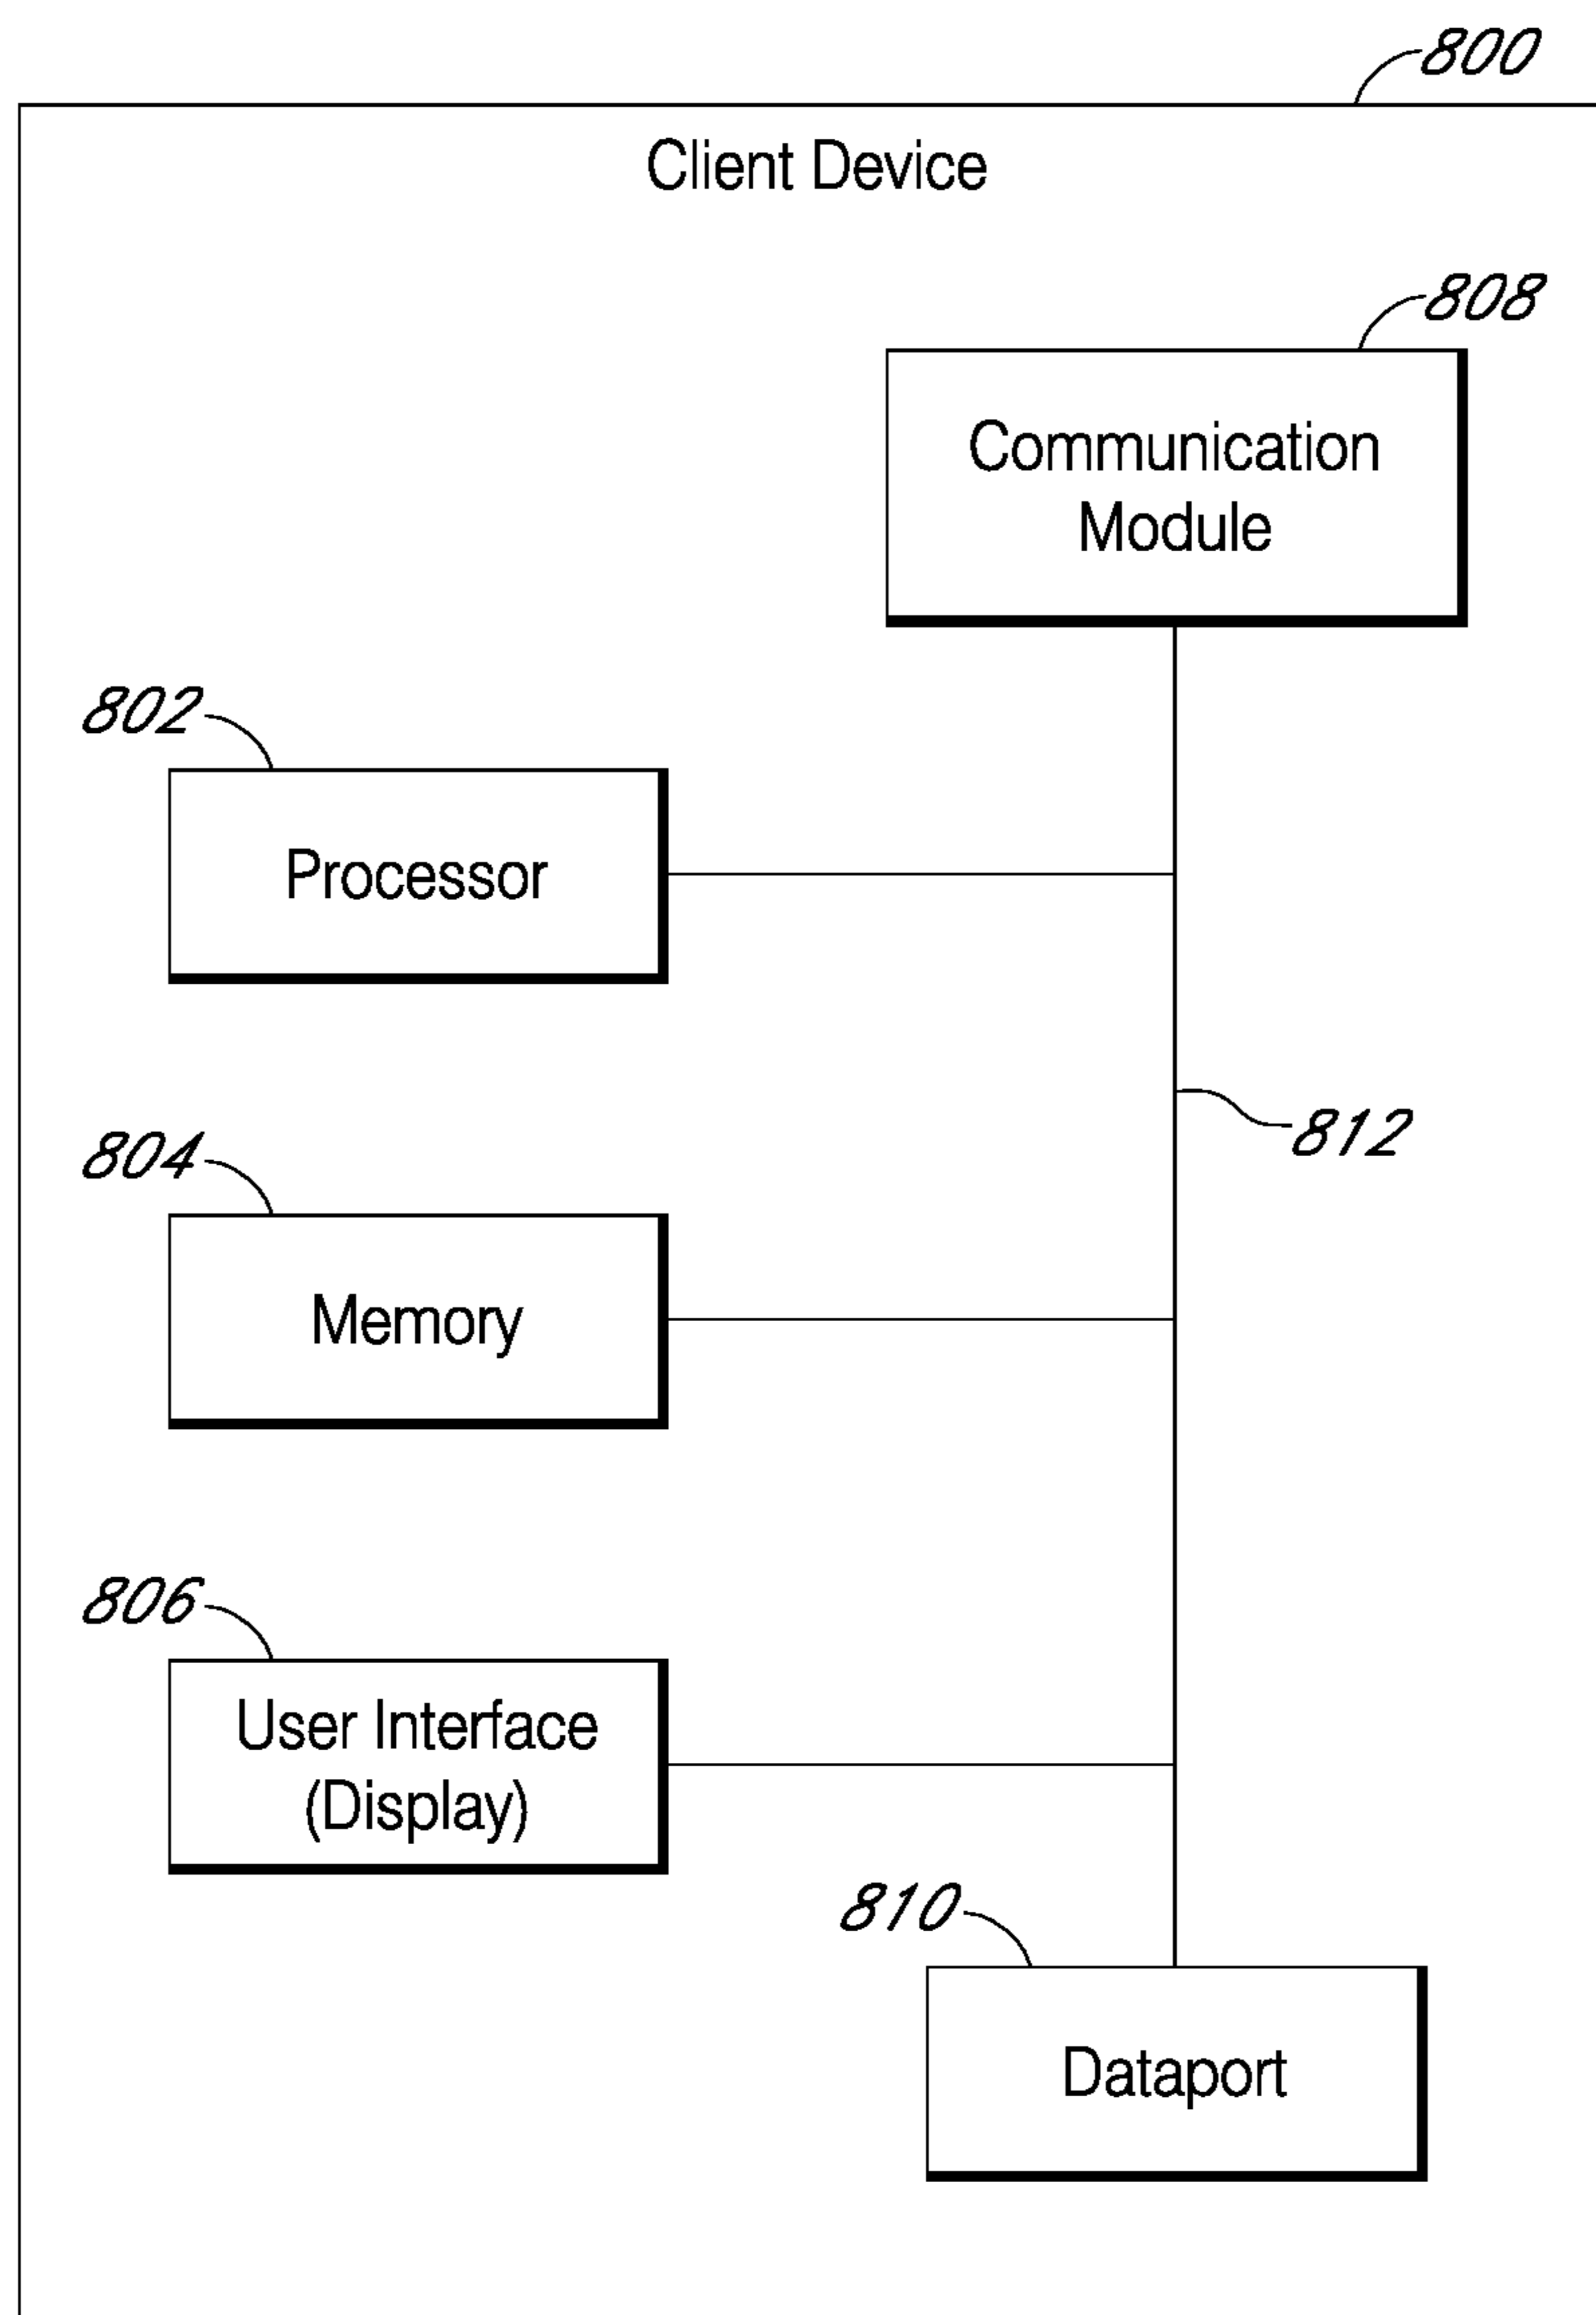 800
Client Device
808
Communication
Module
802
Processor
812
804
Memory
806
User Interface
(Display)
810
Dataport